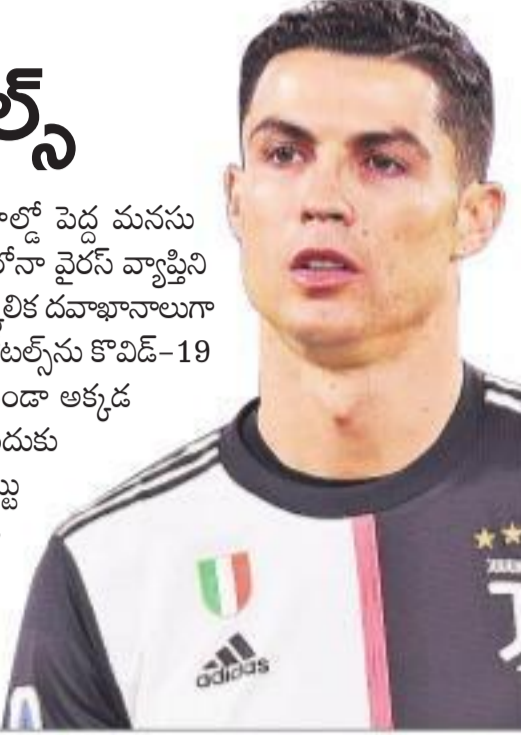 ల్స్
ాల్డో పెద్ద మనసు
రోనా వైరస్ వ్యాప్తిని
లిక దవాఖానాలుగా
టల్స్‌ను కొవిడ్-19
ండా అక్కడ
దుకు
ట్టు
adidas